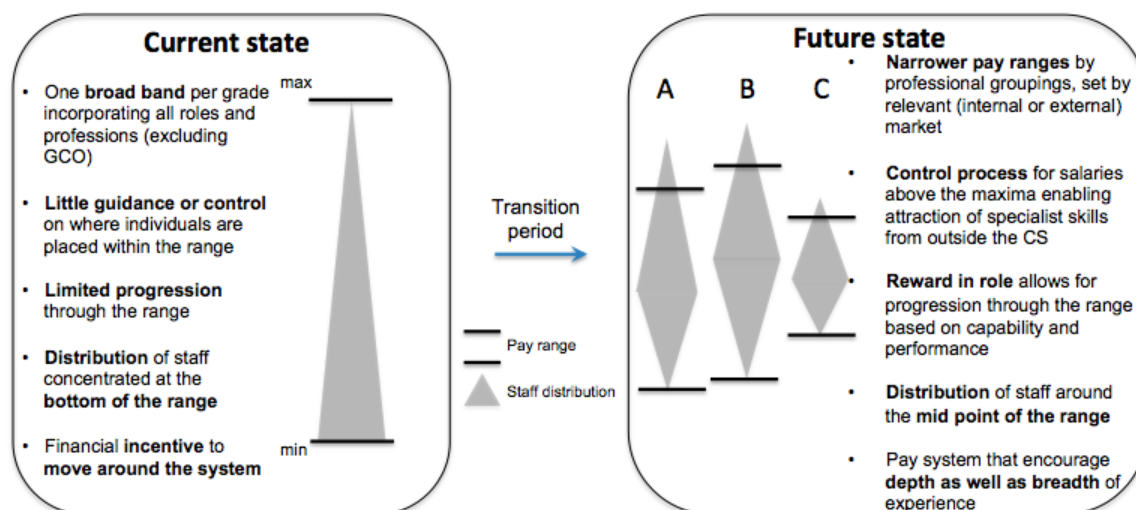 Current state
• One broad band per grade
incorporating all roles and
professions (excluding
GCO)
• Little guidance or control
on where individuals are
placed within the range
• Limited progression
through the range
• Distribution of staff
concentrated at the
bottom of the range
• Financial incentive to
move around the system
max
min
Transition
period
Pay range
Staff distribution
Future state
A B C
• Narrower pay ranges by
professional groupings, set by
relevant (internal or external)
market
• Control process for salaries
above the maxima enabling
attraction of specialist skills
from outside the CS
• Reward in role allows for
progression through the range
based on capability and
performance
• Distribution of staff around
the mid point of the range
• Pay system that encourage
depth as well as breadth of
experience